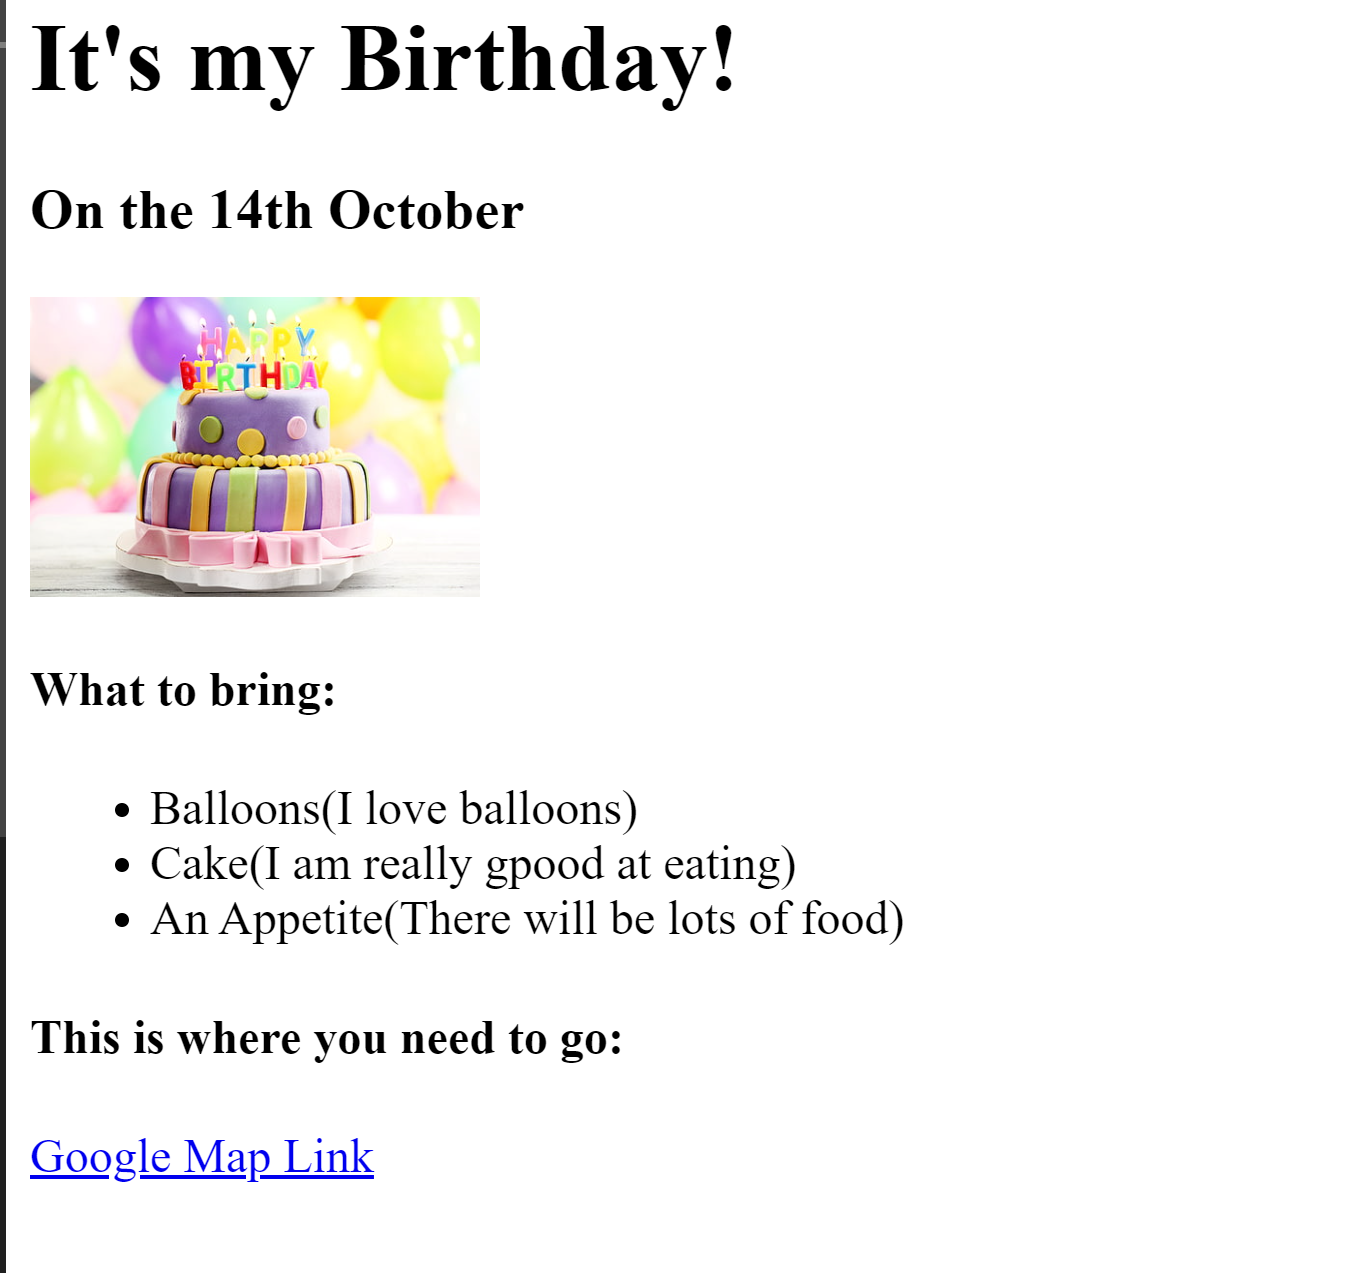 It's my Birthday!
On the 14th October
HAPPY
BIRTHDAY
What to bring:
Balloons(I love balloons)
Cake(I am really gpood at eating)
An Appetite(There will be lots of food)
This is where you need to go:
Google Map Link